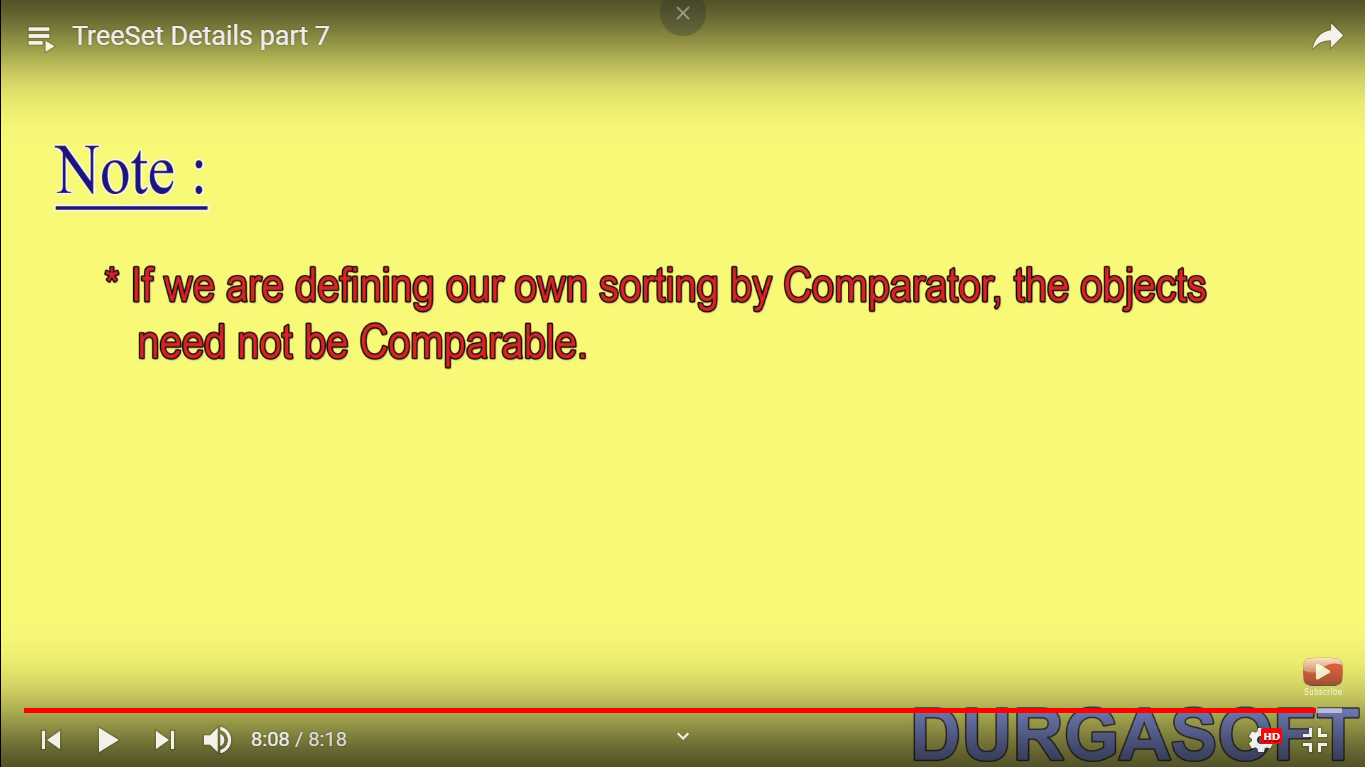 TreeSet Details part 7
Note :
* If we are defining our own sorting by Comparator, the objects
need not be Comparable.
Subscribe
8:08 / 8:18
HD
DURGASOFT